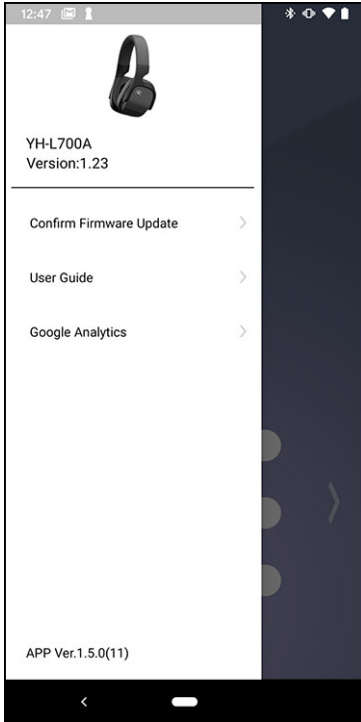 12:47
YH-L700A
Version:1.23
Confirm Firmware Update
User Guide
Google Analytics
APP Ver.1.5.0(11)